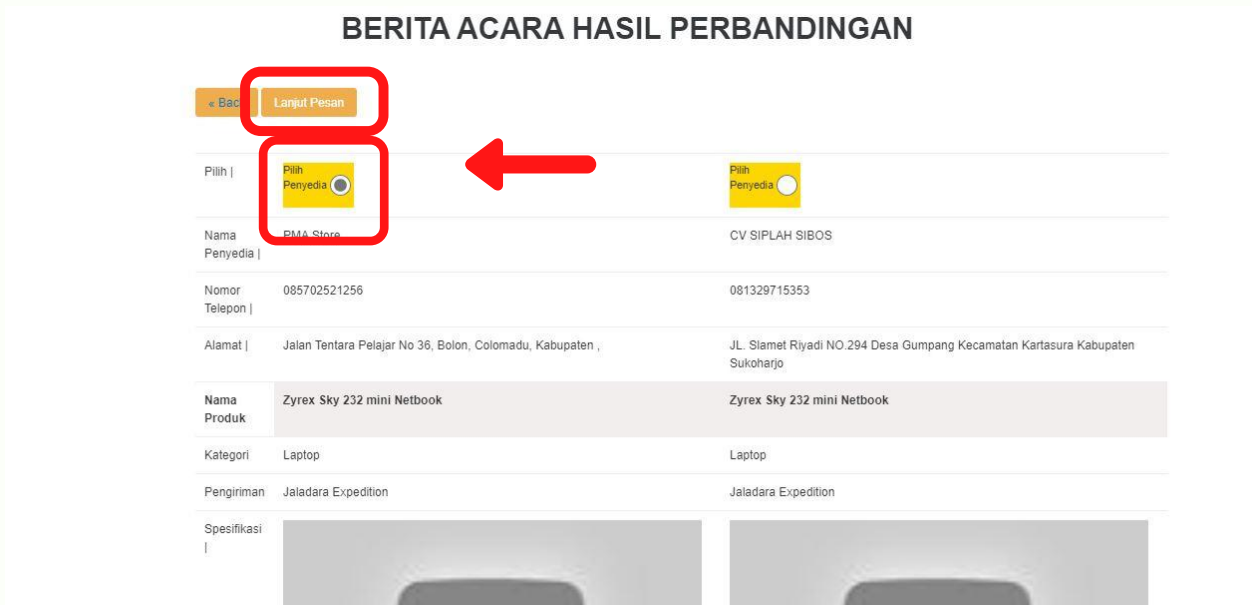 BERITA ACARA HASIL PERBANDINGAN
« Back Lanjut Pesan
Pilih |
Pilih
Penyedia
Pilih
Penyedia
Nama
Penyedia |
PMA Store
CV SIPLAH SIBOS
Nomor
Telepon |
085702521256
081329715353
Alamat |
Jalan Tentara Pelajar No 36, Bolon, Colomadu, Kabupaten ,
JL. Slamet Riyadi NO.294 Desa Gumpang Kecamatan Kartasura Kabupaten
Sukoharjo
Nama
Produk
Zyrex Sky 232 mini Netbook
Zyrex Sky 232 mini Netbook
Kategori
Laptop
Laptop
Pengiriman
Jaladara Expedition
Jaladara Expedition
Spesifikasi
|